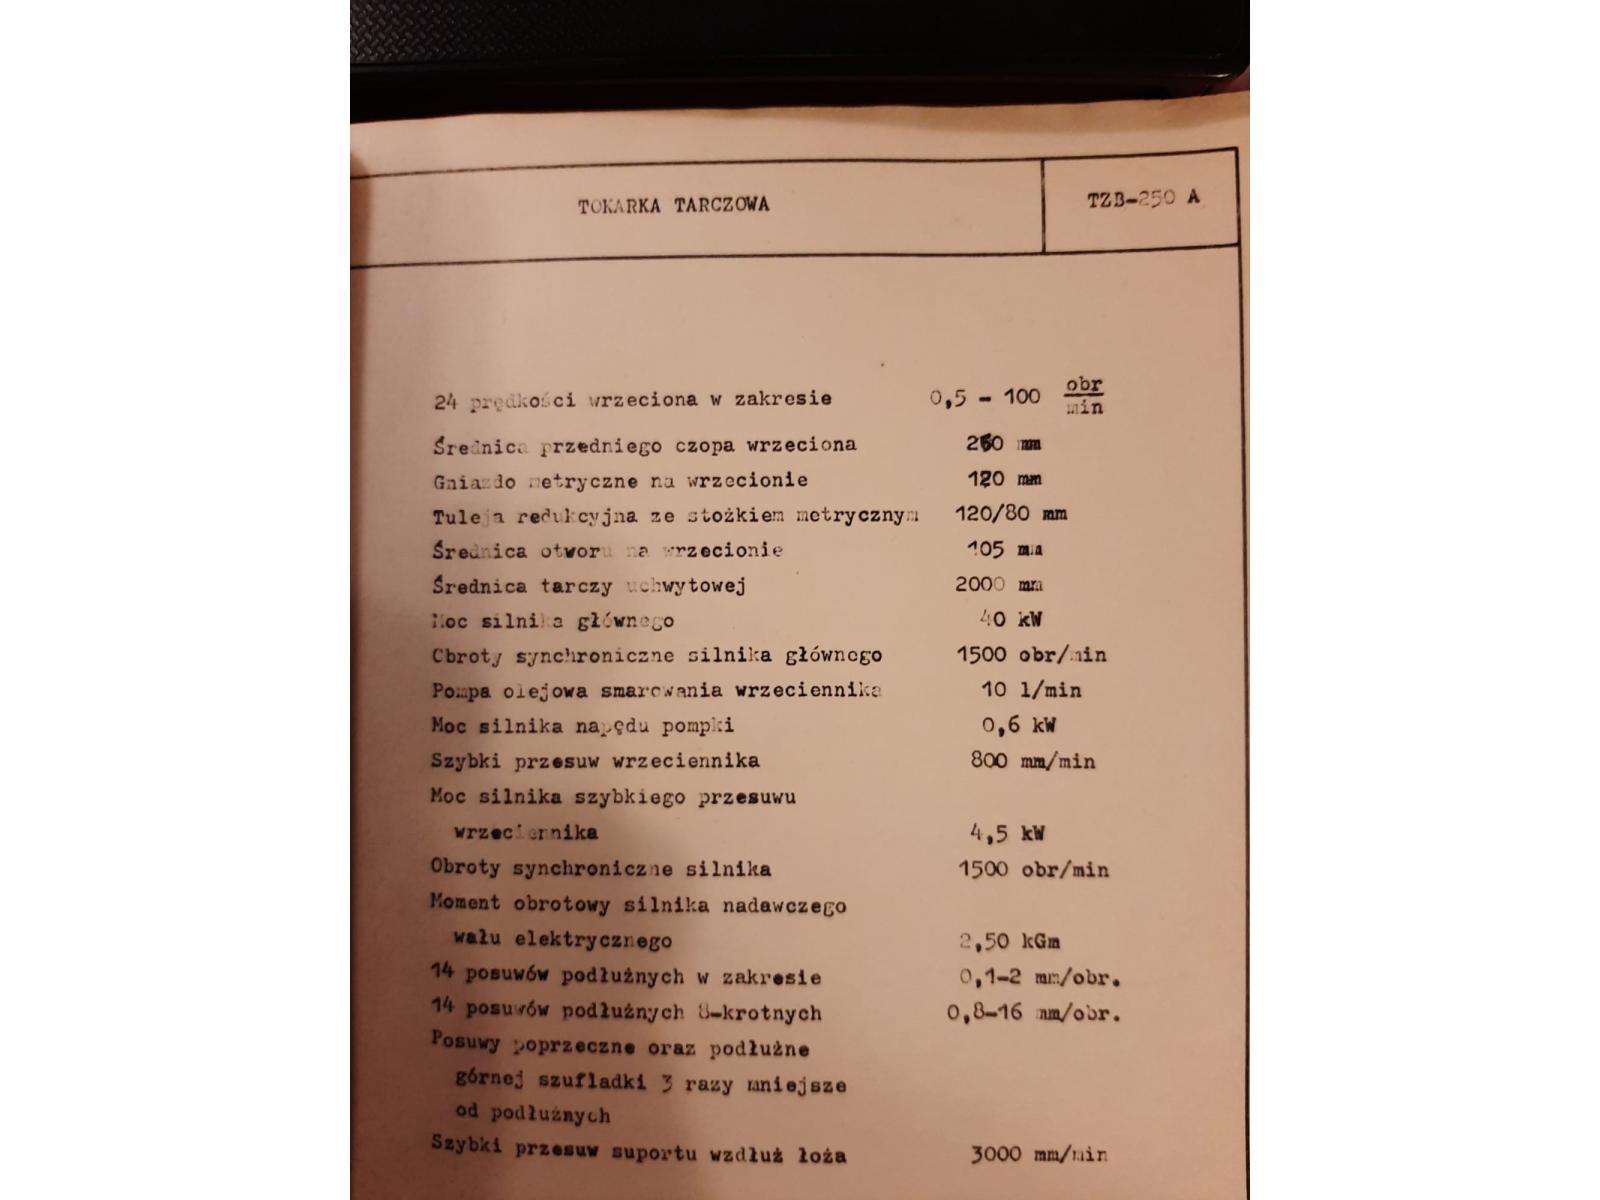 TOKARKA TARCZOWA
TZB-250 A
24 prędkości wrzeciona w zakresie 0,5 - 100 obr/min
Średnica przedniego czopa wrzeciona mm
Gniazdo metryczne na wrzecionie 120 mm
Tuleja redukcyjna ze stożkiem metrycznym 120/80 mm
Średnica otworu na wrzecionie 105 mm
Średnica tarczy uchwytowej 2000 mm
Moc silnika głównego 40 kW
Obroty synchroniczne silnika głównego 1500 obr/min
Pompa olejowa smarowania wrzeciennika 10 l/min
Moc silnika napędu pompki 0,6 kW
Szybki przesuw wrzeciennika 800 mm/min
Moc silnika szybkiego przesuwu
wrzeciennika 4,5 kW
Obroty synchroniczne silnika 1500 obr/min
Moment obrotowy silnika nadawczego
wału elektrycznego 2,50 kGm
14 posuwów podłużnych w zakresie 0,1-2 mm/obr.
14 posuwów podłużnych 8-krotnych 0,8-16 mm/obr.
Posuwy poprzeczne oraz podłużne
górnej szufladki 3 razy mniejsze
od podłużnych
Szybki przesuw suportu wzdłuż łoża 3000 mm/min